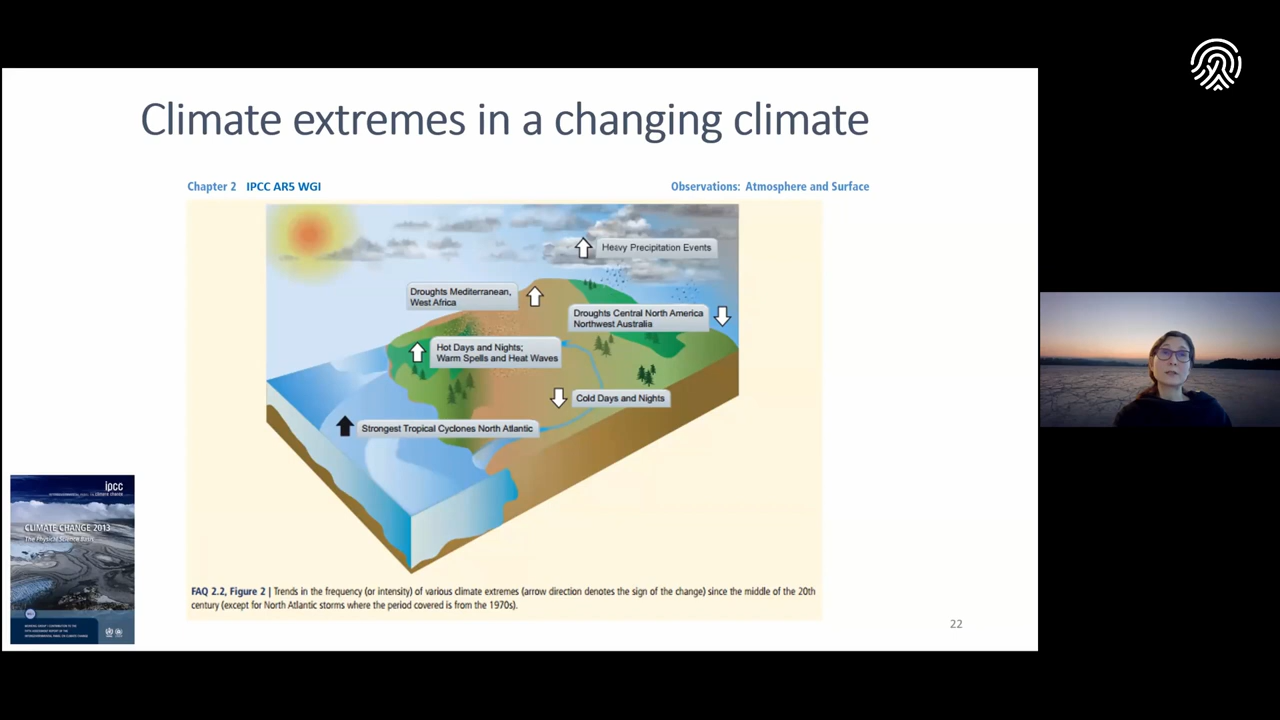 Climate extremes in a changing climate
Chapter 2 IPCC AR5 WGI
Observations: Atmosphere and Surface
Heavy Precipitation Events
Droughts Mediterranean,
West Africa
Droughts Central North America
Northwest Australia
Hot Days and Nights;
Warm Spells and Heat Waves
Cold Days and Nights
Strongest Tropical Cyclones North Atlantic
ipcc
CLIMATE CHANGE 2013
The Physical Science Basis
FAQ 2.2, Figure 2 | Trends in the frequency (or intensity) of various climate extremes (arrow direction denotes the sign of the change) since the middle of the 20th
century (except for North Atlantic storms where the period covered is from the 1970s).
22